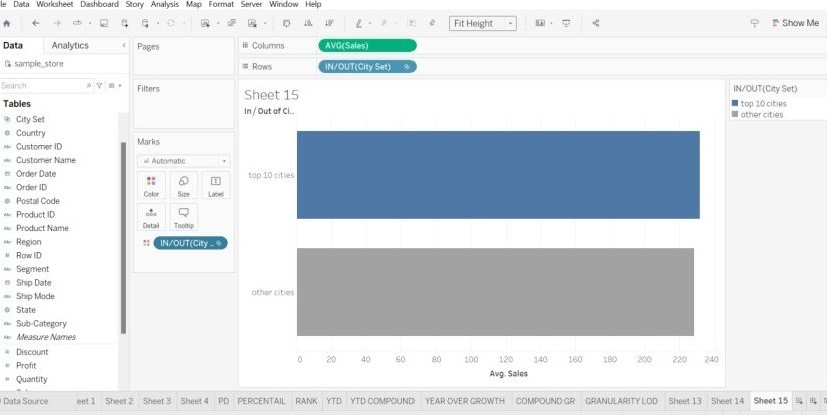 le Data Worksheet Dashboard Story Analysis Map Format Server Window Help
Fit Height
Show Me
Data Analytics
sample_store
Search
Tables
City Set
Country
Customer ID
Customer Name
Order Date
Order ID
Postal Code
Product ID
Product Name
Region
Row ID
Segment
Ship Date
Ship Mode
State
Sub-Category
Measure Names
Discount
Profit
Quantity
Pages
Filters
Marks
Automatic
Color Size Label
Detail Tooltip
IN/OUT(City ..
Columns AVG(Sales)
Rows IN/OUT(City Set)
Sheet 15
In / Out of Ci..
top 10 cities
other cities
0 20 40 60 80 100 120 140 160 180 200 220 240
Avg. Sales
IN/OUT(City Set)
top 10 cities
other cities
Data Source eet 1 Sheet 2 Sheet 3 Sheet 4 PD PERCENTAIL RANK YTD YTD COMPOUND YEAR OVER GROWTH COMPOUND GR GRANULARITY LOD Sheet 13 Sheet 14 Sheet 15